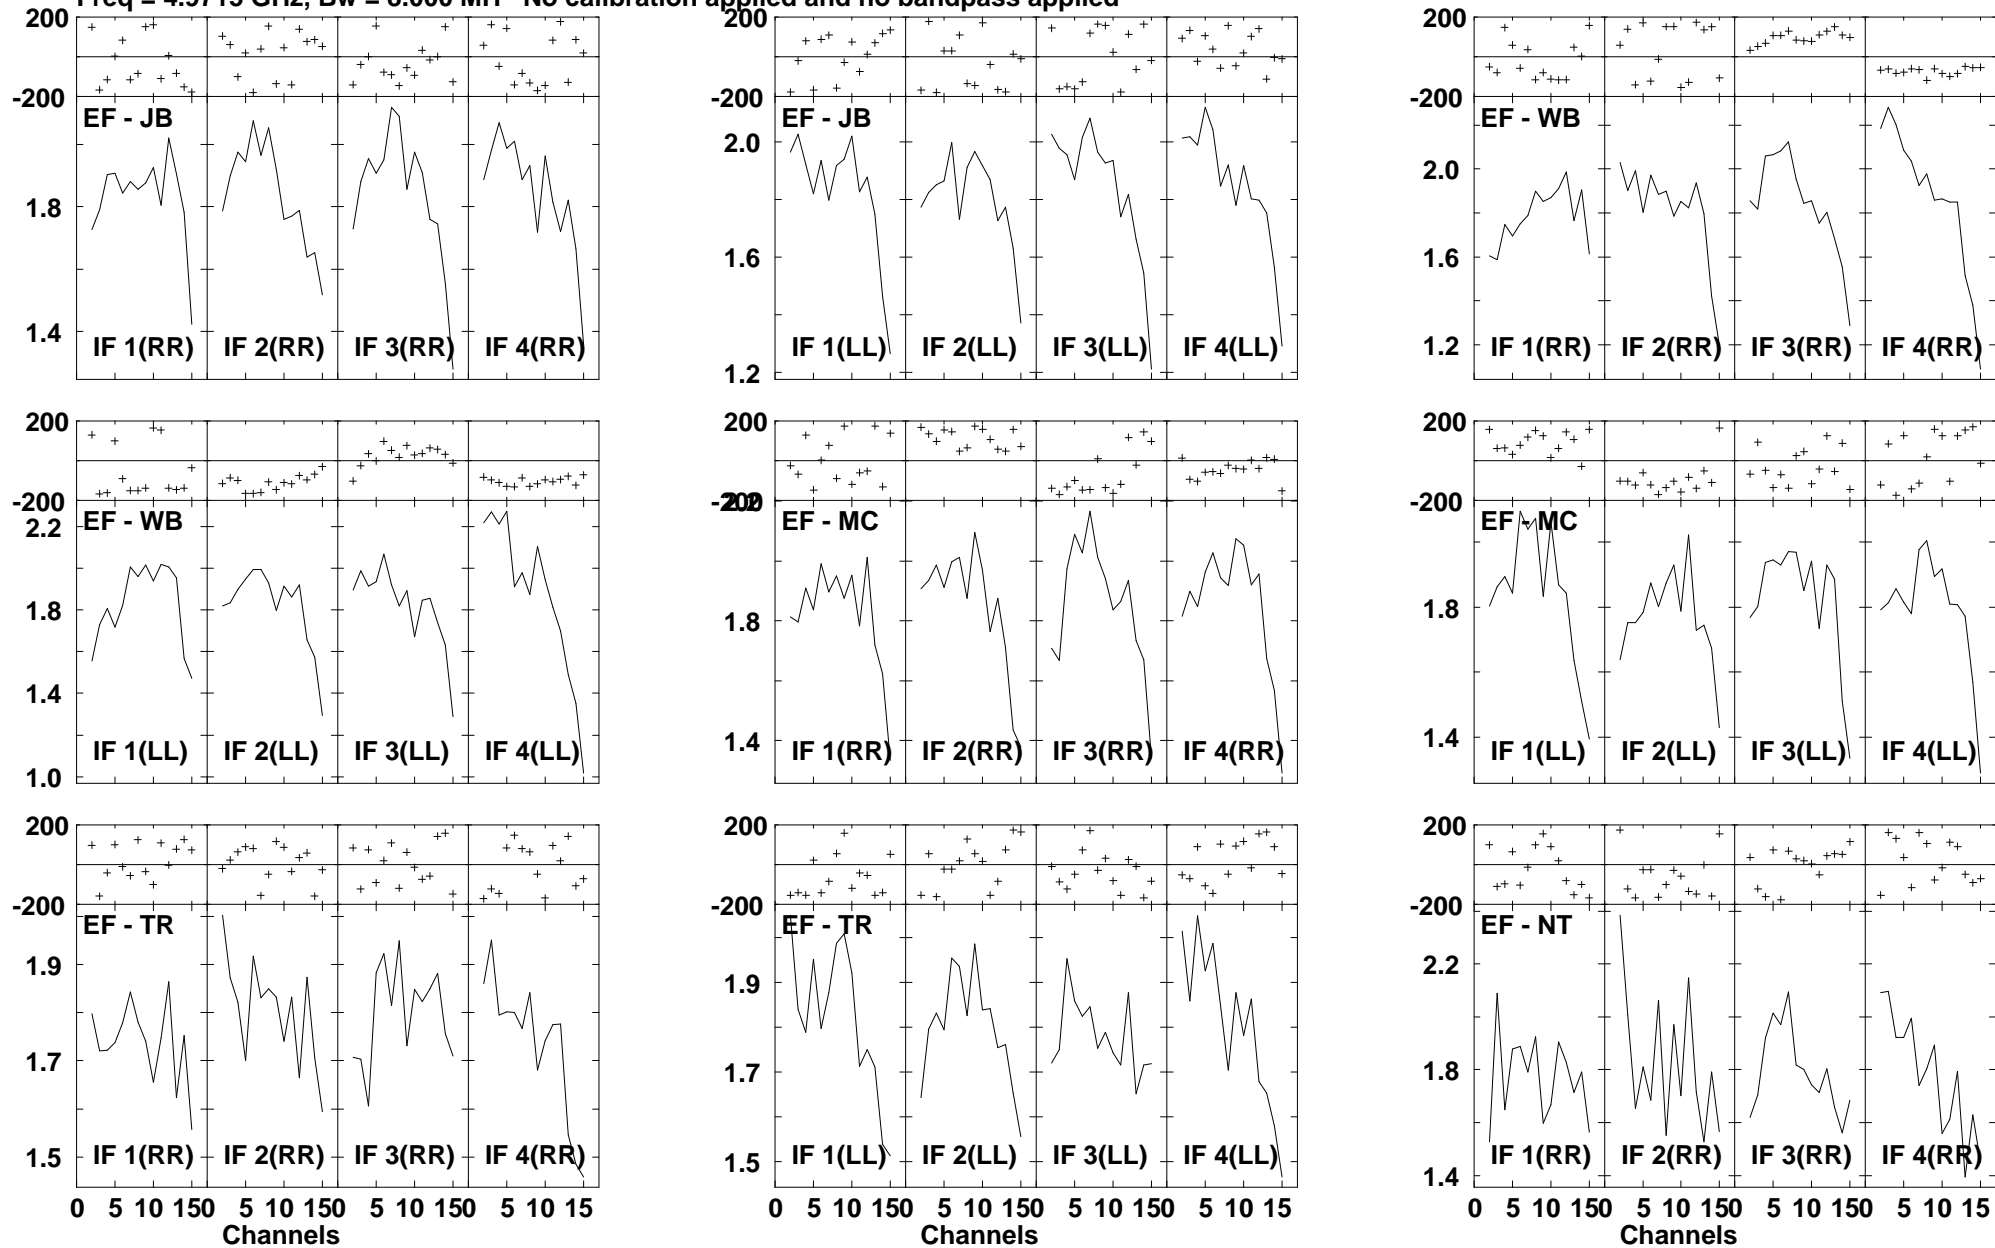 Freq = 4.9715 GHz, Bw = 8.000 MH No calibration applied and no bandpass applied
200 200 200
-200 -200 -200
EF - JB EF - JB EF - WB
2.0 2.0
1.8
1.6 1.6
1.4
1.2 1.2
IF 1(RR) IF 2(RR) IF 3(RR) IF 4(RR) IF 1(LL) IF 2(LL) IF 3(LL) IF 4(LL) IF 1(RR) IF 2(RR) IF 3(RR) IF 4(RR)
200 200 200
-200 -200 -200
2.2 2.2
EF - WB EF - MC EF - MC
1.8 1.8 1.8
1.4 1.4 1.4
1.0
IF 1(LL) IF 2(LL) IF 3(LL) IF 4(LL) IF 1(RR) IF 2(RR) IF 3(RR) IF 4(RR) IF 1(LL) IF 2(LL) IF 3(LL) IF 4(LL)
200 200 200
-200 -200 -200
EF - TR EF - TR EF - NT
1.9 1.9 2.2
1.7 1.7 1.8
1.5 1.5 1.4
IF 1(RR) IF 2(RR) IF 3(RR) IF 4(RR) IF 1(LL) IF 2(LL) IF 3(LL) IF 4(LL) IF 1(RR) IF 2(RR) IF 3(RR) IF 4(RR)
0 5 10 150 5 10 150 5 10 15 0 5 10 150 5 10 150 5 10 15 0 5 10 150 5 10 150 5 10 15
Channels Channels Channels